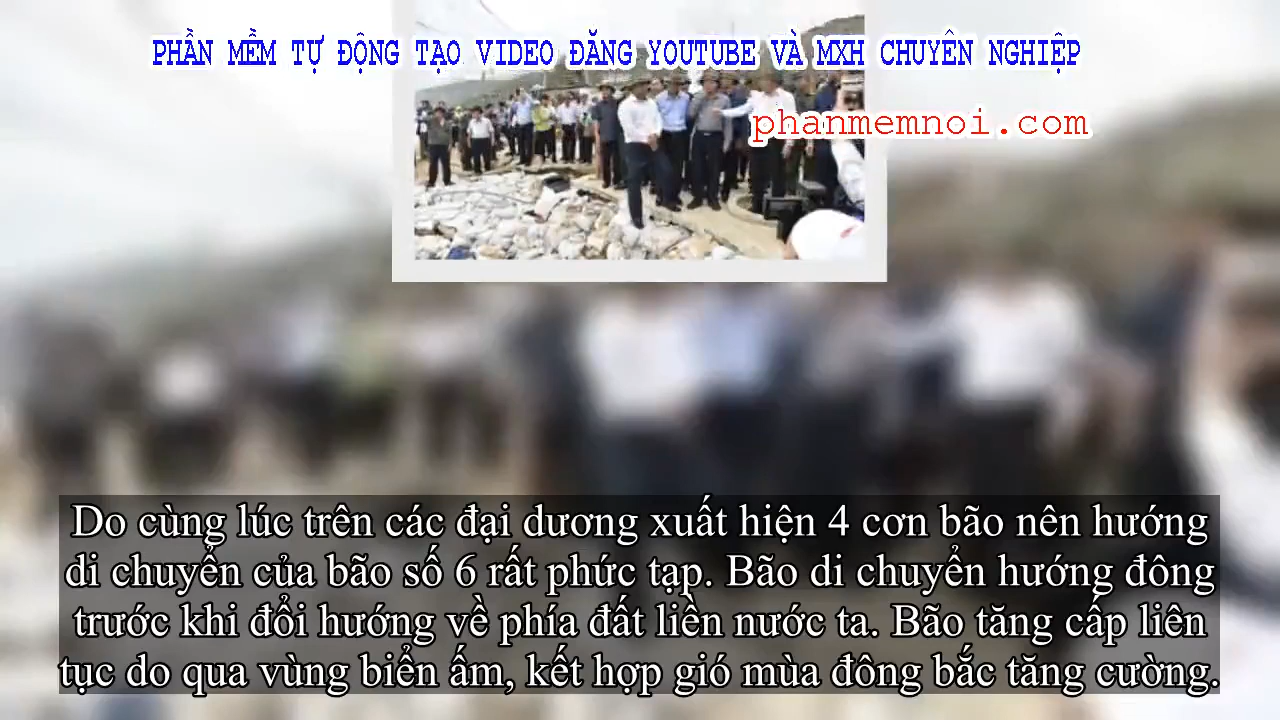 PHẦN MỀM TỰ ĐỘNG TẠO VIDEO ĐĂNG YOUTUBE VÀ MXH CHUYÊN NGHIỆP
phanmemnoi.com
Do cùng lúc trên các đại dương xuất hiện 4 cơn bão nên hướng
di chuyển của bão số 6 rất phức tạp. Bão di chuyển hướng đông
trước khi đổi hướng về phía đất liền nước ta. Bão tăng cấp liên
tục do qua vùng biển ấm, kết hợp gió mùa đông bắc tăng cường.